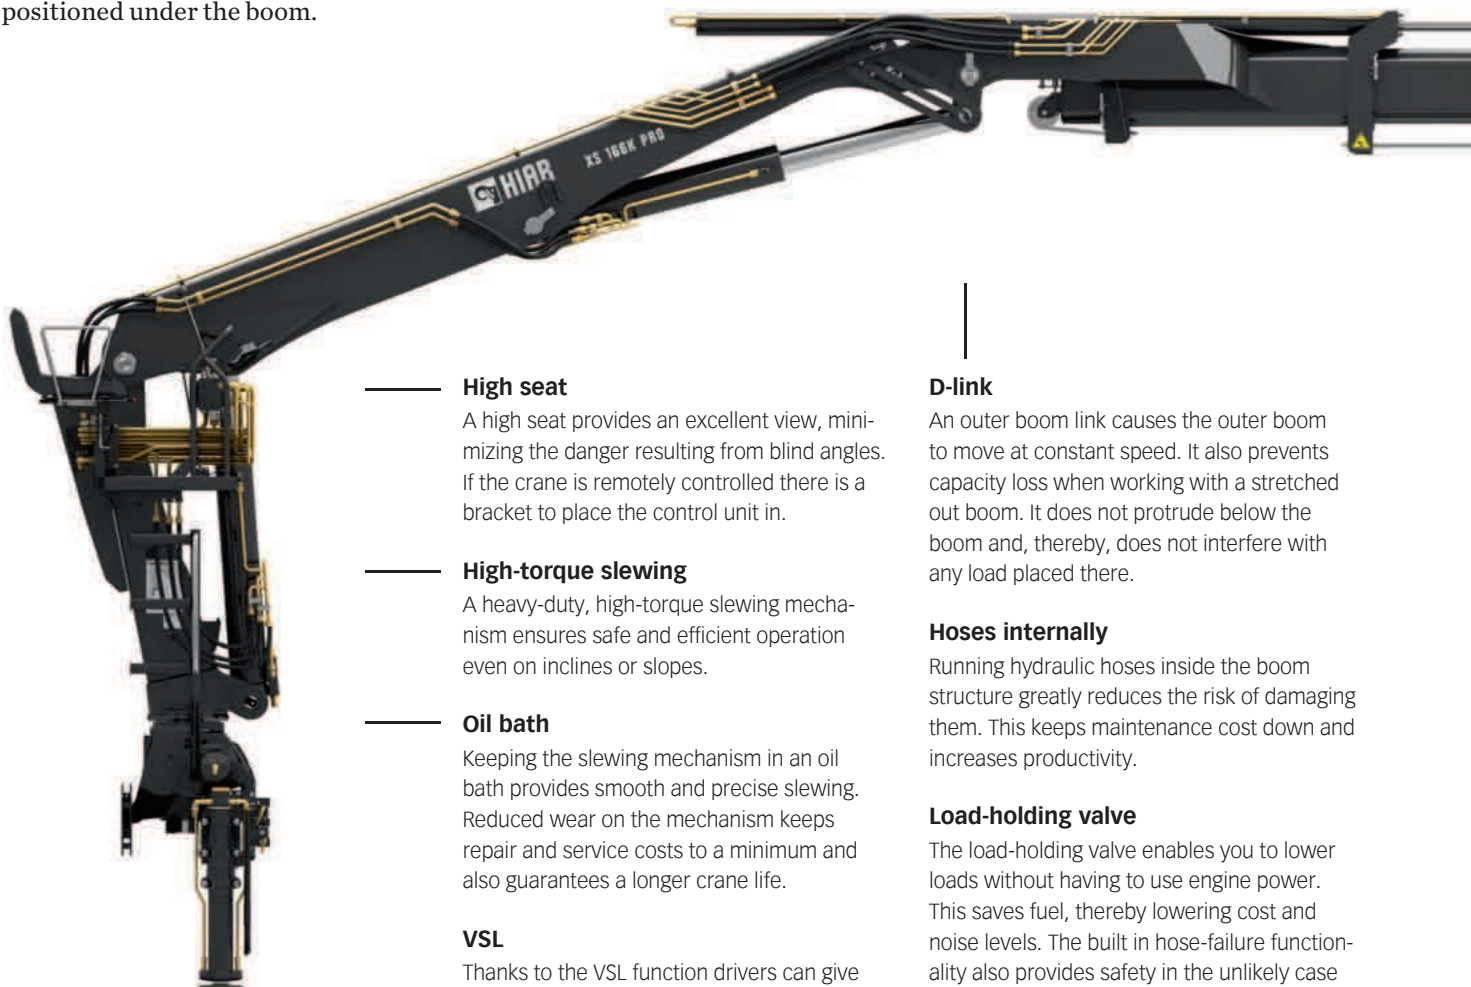 positioned under the boom.
HIAB
XS 166K PRO
High seat
A high seat provides an excellent view, mini-
mizing the danger resulting from blind angles.
If the crane is remotely controlled there is a
bracket to place the control unit in.
High-torque slewing
A heavy-duty, high-torque slewing mecha-
nism ensures safe and efficient operation
even on inclines or slopes.
Oil bath
Keeping the slewing mechanism in an oil
bath provides smooth and precise slewing.
Reduced wear on the mechanism keeps
repair and service costs to a minimum and
also guarantees a longer crane life.
VSL
Thanks to the VSL function drivers can give
D-link
An outer boom link causes the outer boom
to move at constant speed. It also prevents
capacity loss when working with a stretched
out boom. It does not protrude below the
boom and, thereby, does not interfere with
any load placed there.
Hoses internally
Running hydraulic hoses inside the boom
structure greatly reduces the risk of damaging
them. This keeps maintenance cost down and
increases productivity.
Load-holding valve
The load-holding valve enables you to lower
loads without having to use engine power.
This saves fuel, thereby lowering cost and
noise levels. The built in hose-failure function-
ality also provides safety in the unlikely case